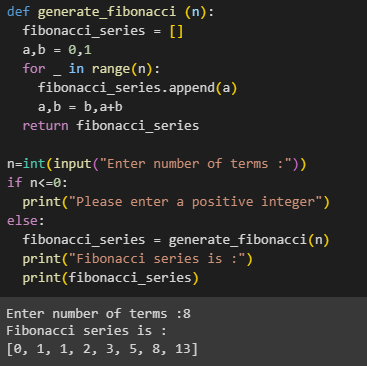 def generate_fibonacci (n):
  fibonacci_series = []
  a,b = 0,1
  for _ in range(n):
    fibonacci_series.append(a)
    a,b = b,a+b
  return fibonacci_series

n=int(input("Enter number of terms :"))
if n<=0:
  print("Please enter a positive integer")
else:
  fibonacci_series = generate_fibonacci(n)
  print("Fibonacci series is :")
  print(fibonacci_series)
Enter number of terms :8
Fibonacci series is :
[0, 1, 1, 2, 3, 5, 8, 13]